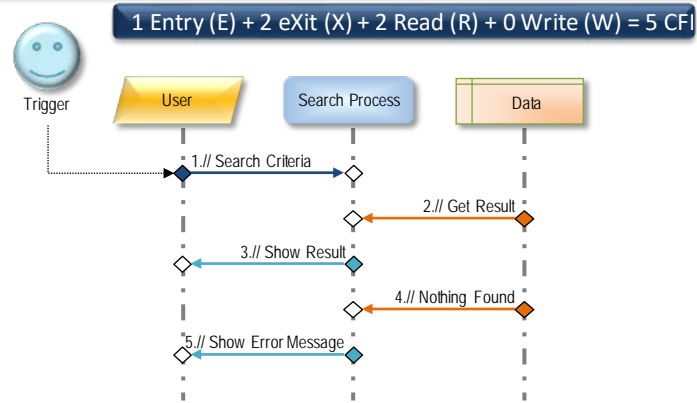 1 Entry (E) + 2 eXit (X) + 2 Read (R) + 0 Write (W) = 5 CF
Trigger
User
Search Process
Data
1.// Search Criteria
2.// Get Result
3.// Show Result
4.// Nothing Found
5.// Show Error Message